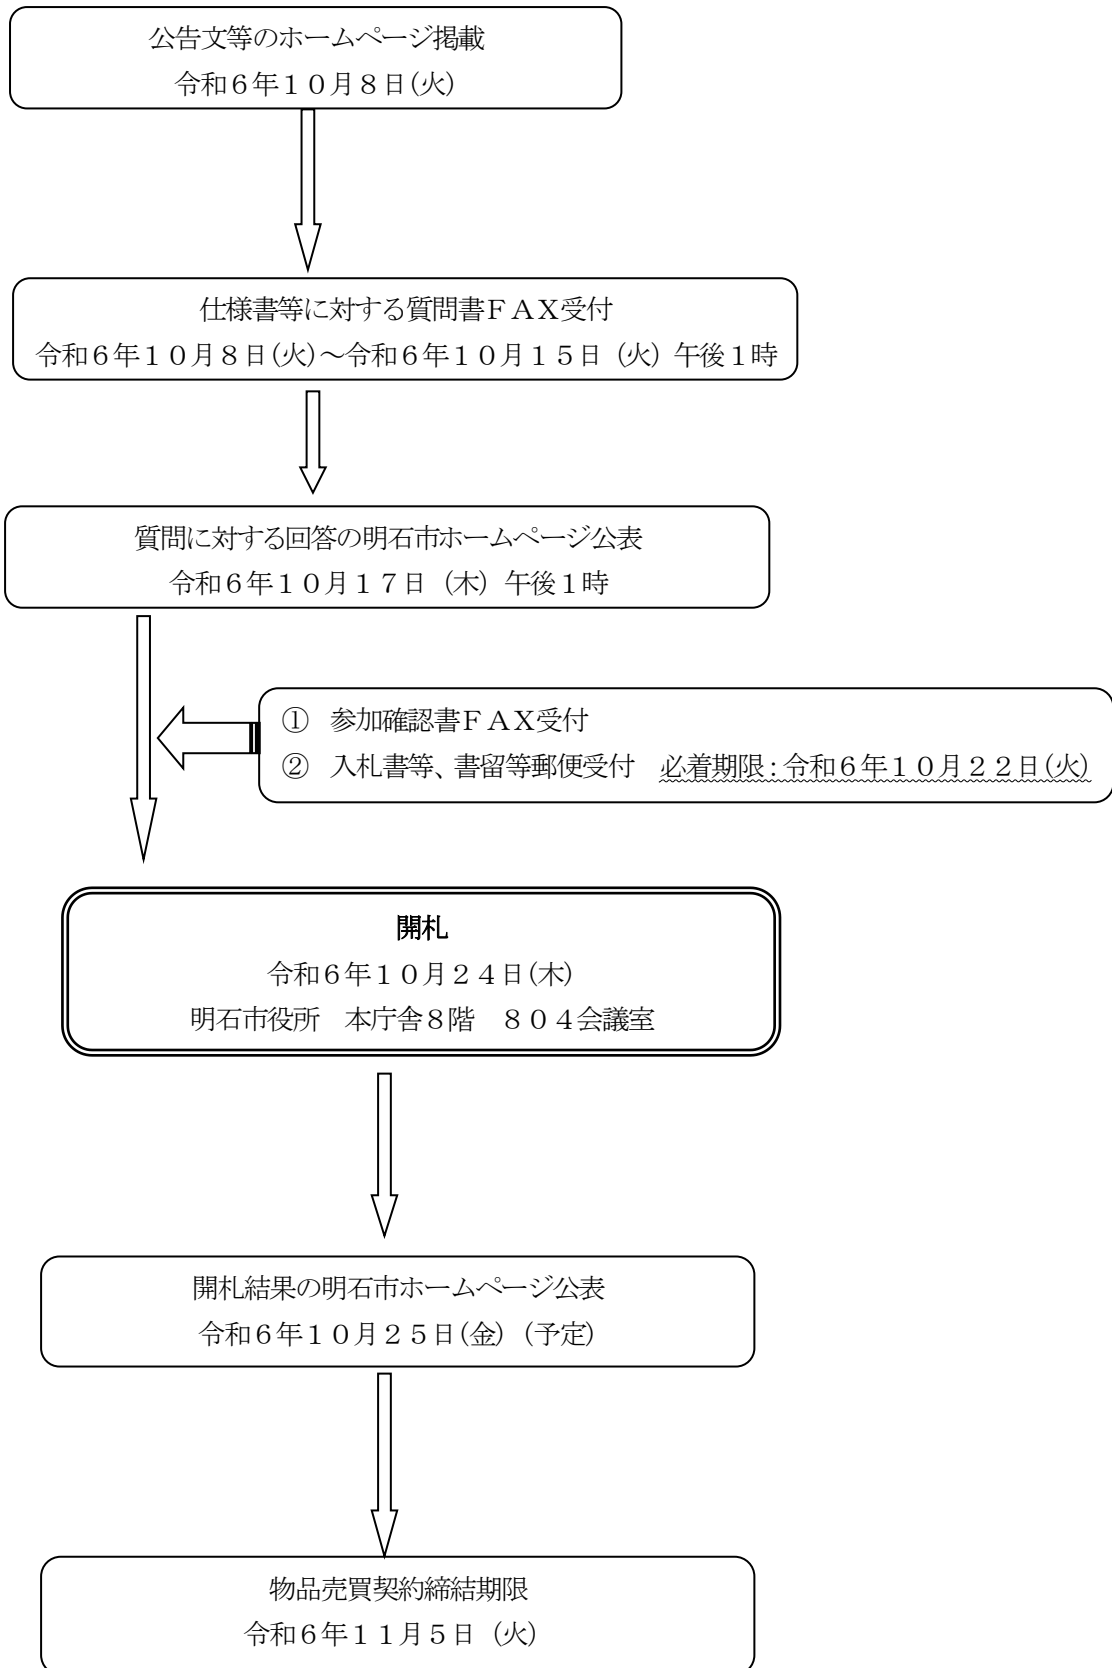 公告文等のホームページ掲載
令和６年１０月８日(火)
仕様書等に対する質問書ＦＡＸ受付
令和６年１０月８日(火)～令和６年１０月１５日（火）午後１時
質問に対する回答の明石市ホームページ公表
令和６年１０月１７日（木）午後１時
①　参加確認書ＦＡＸ受付
②　入札書等、書留等郵便受付　必着期限：令和６年１０月２２日(火)
開札
令和６年１０月２４日(木)
明石市役所　本庁舎８階　８０４会議室
開札結果の明石市ホームページ公表
令和６年１０月２５日(金)（予定）
物品売買契約締結期限
令和６年１１月５日（火）